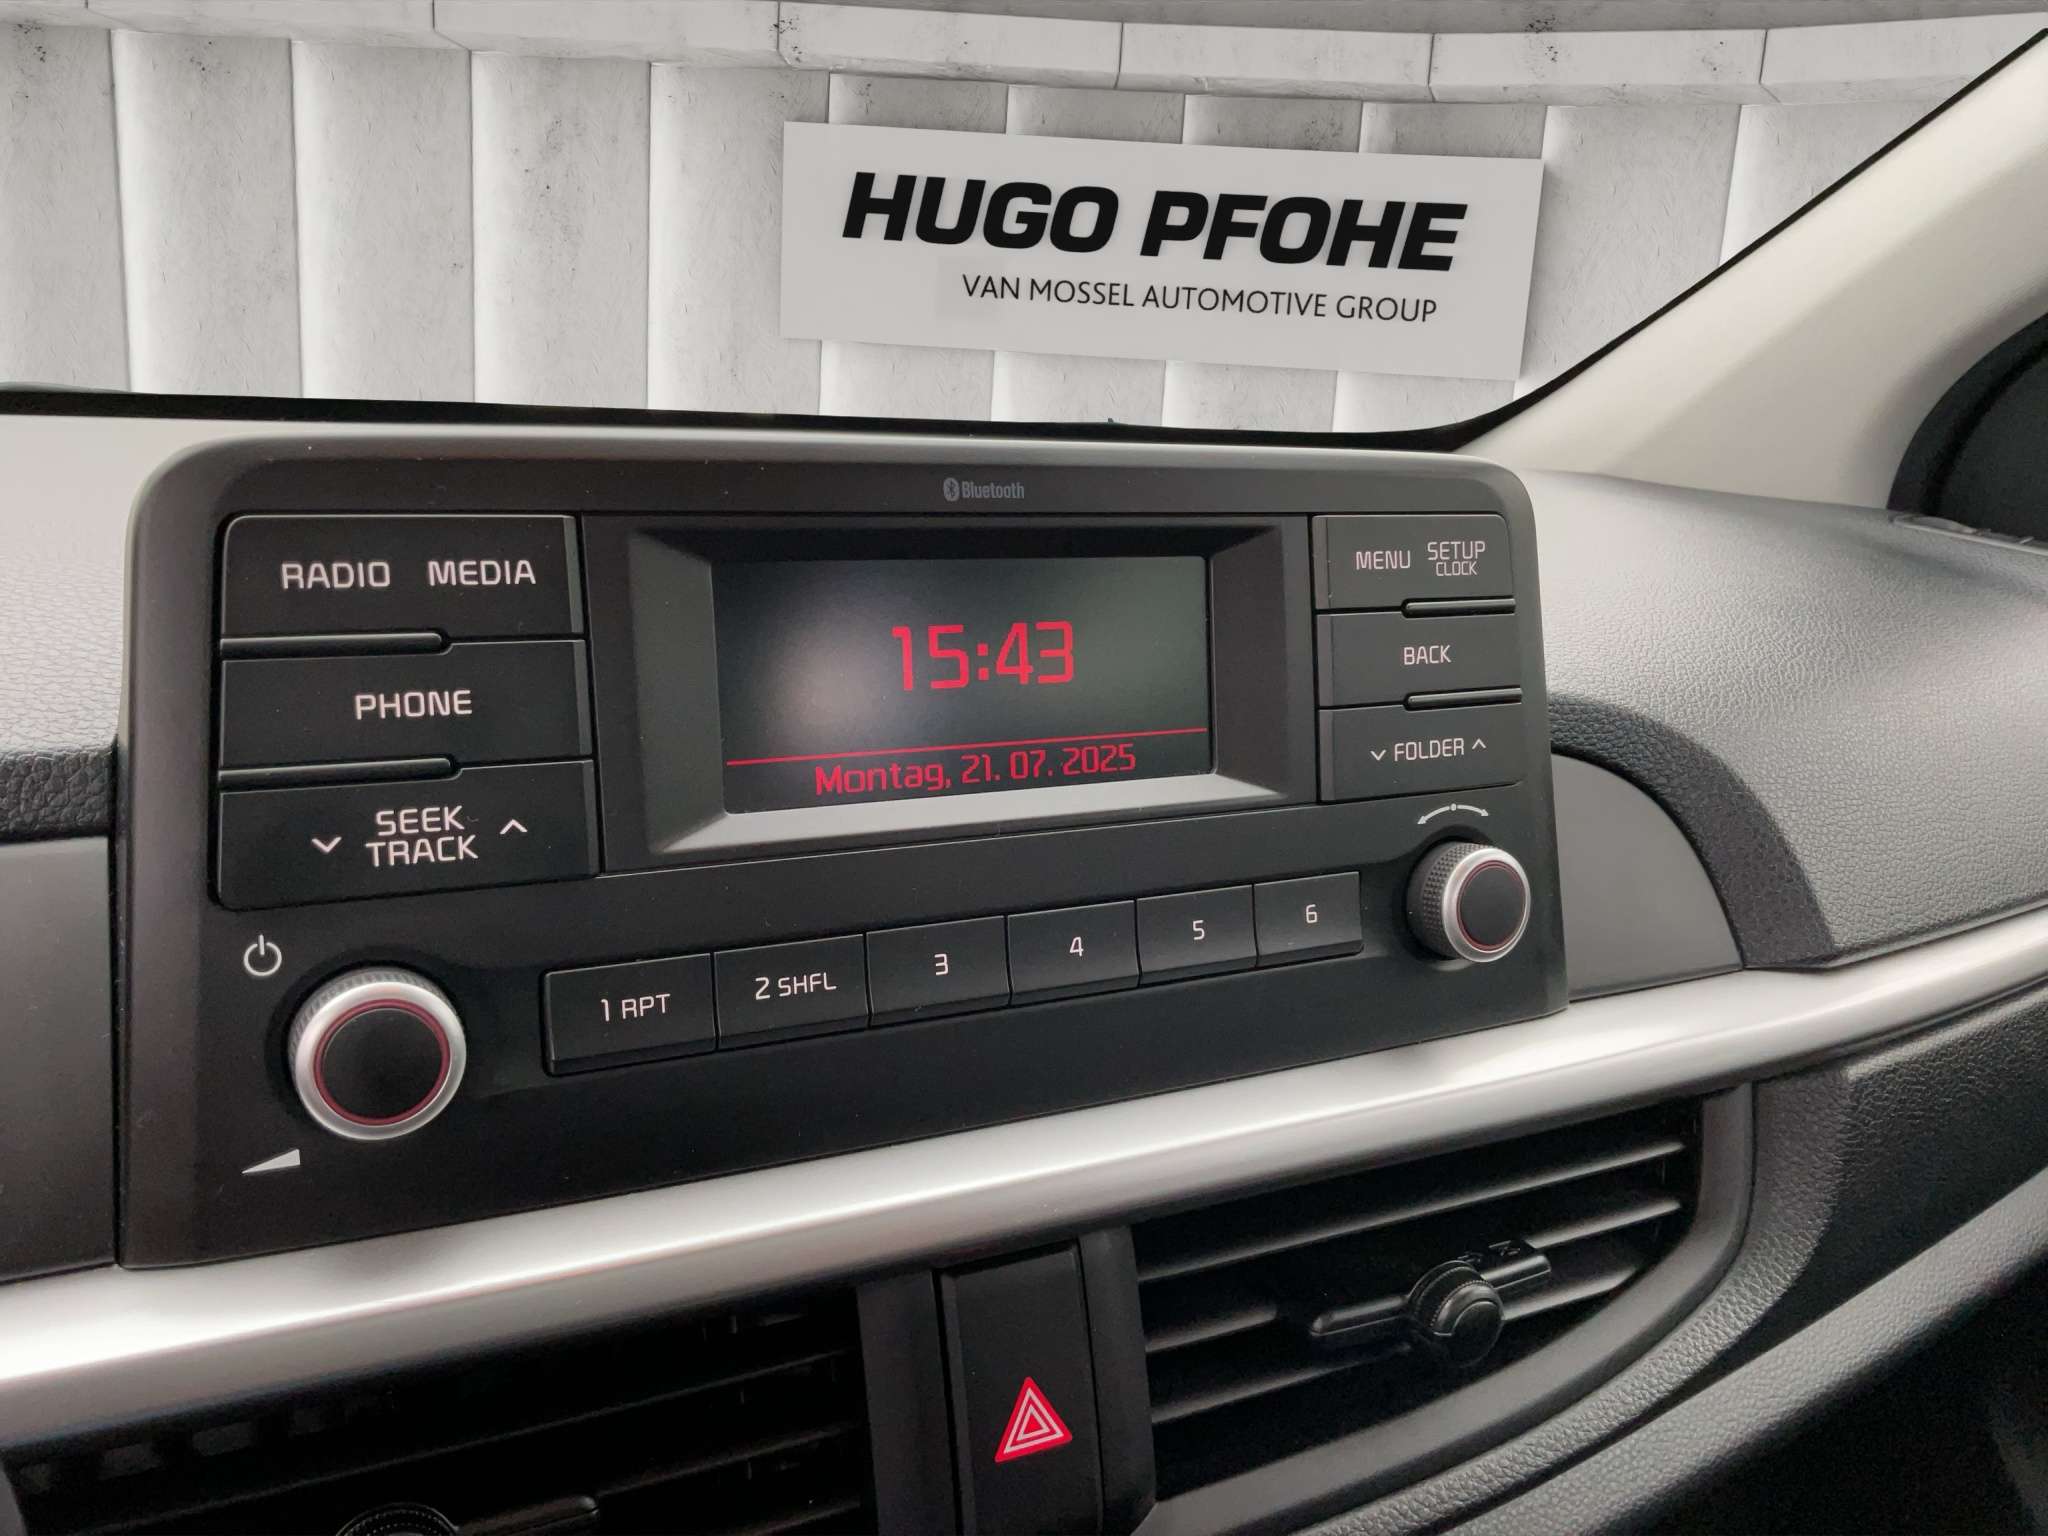 HUGO PFOHE
VAN MOSSEL AUTOMOTIVE GROUP
Bluetooth
RADIO MEDIA
PHONE
SEEK
TRACK
15:43
Montag, 21. 07. 2025
MENU SETUP
CLOCK
BACK
FOLDER
1 RPT
2 SHFL
3
4
5
6